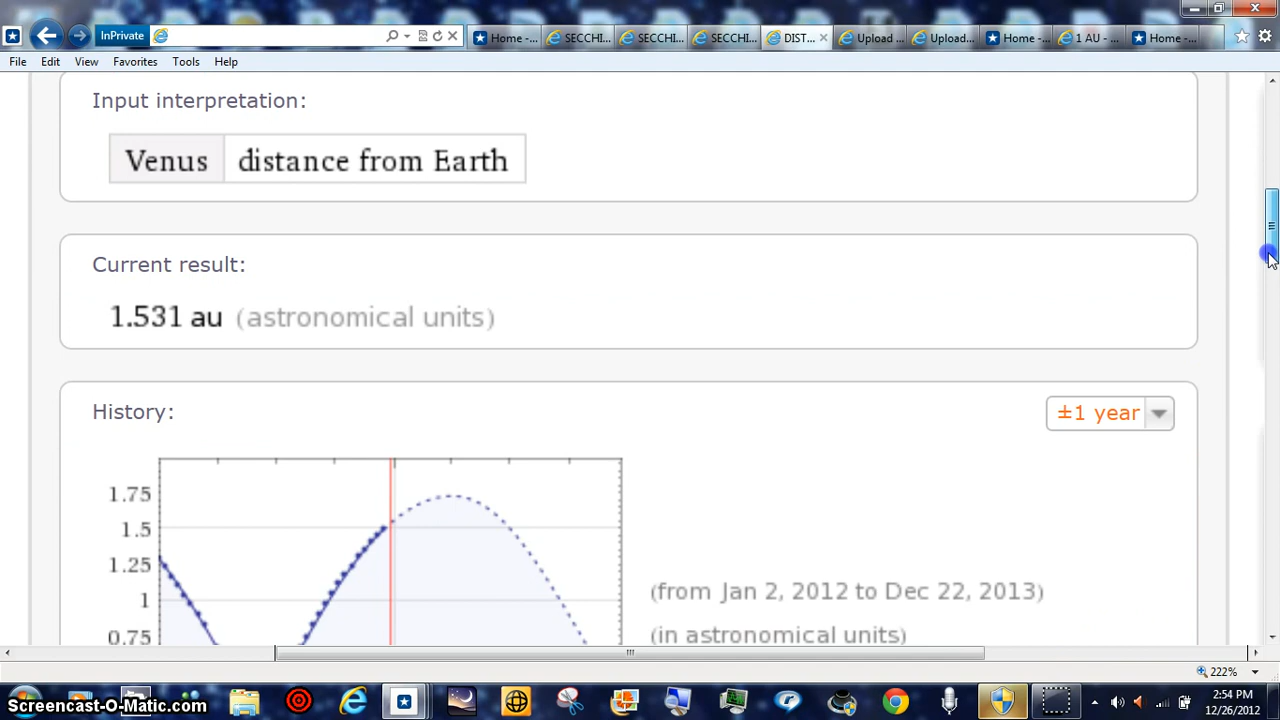 InPrivate
Home -...
SECCHI...
SECCHI...
SECCHI...
DIST...
Upload ...
Upload...
Home -...
1 AU - ...
Home -...
File Edit View Favorites Tools Help
Input interpretation:
Venus distance from Earth
Current result:
1.531 au (astronomical units)
History:
±1 year
1.75
1.5
1.25
1
0.75
(from Jan 2, 2012 to Dec 22, 2013)
(in astronomical units)
222%
Screencast-O-Matic.com
2:54 PM
12/26/2012